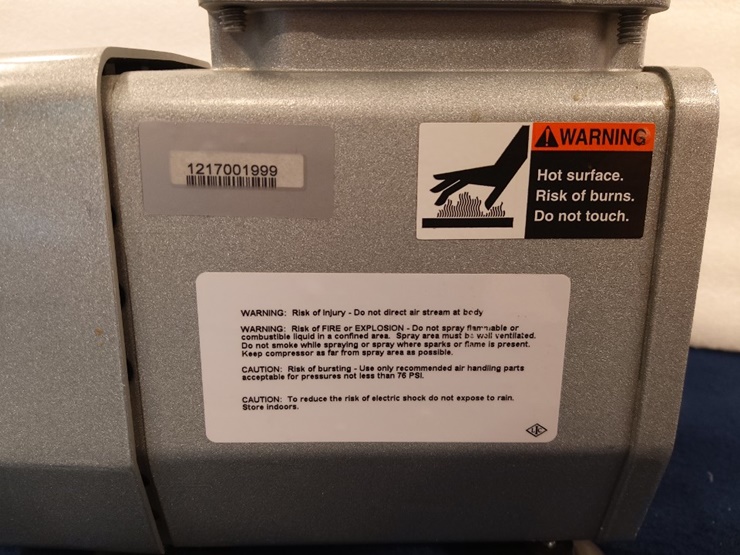 1217001999
WARNING
Hot surface.
Risk of burns.
Do not touch.
WARNING: Risk of Injury - Do not direct air stream at body
WARNING: Risk of FIRE or EXPLOSION - Do not spray flammable or
combustible liquid in a confined area. Spray area must be well ventilated.
Do not smoke while spraying or spray where sparks or flame is present.
Keep compressor as far from spray area as possible.
CAUTION: Risk of bursting - Use only recommended air handling parts
acceptable for pressures not less than 76 PSI.
CAUTION: To reduce the risk of electric shock do not expose to rain.
Store indoors.